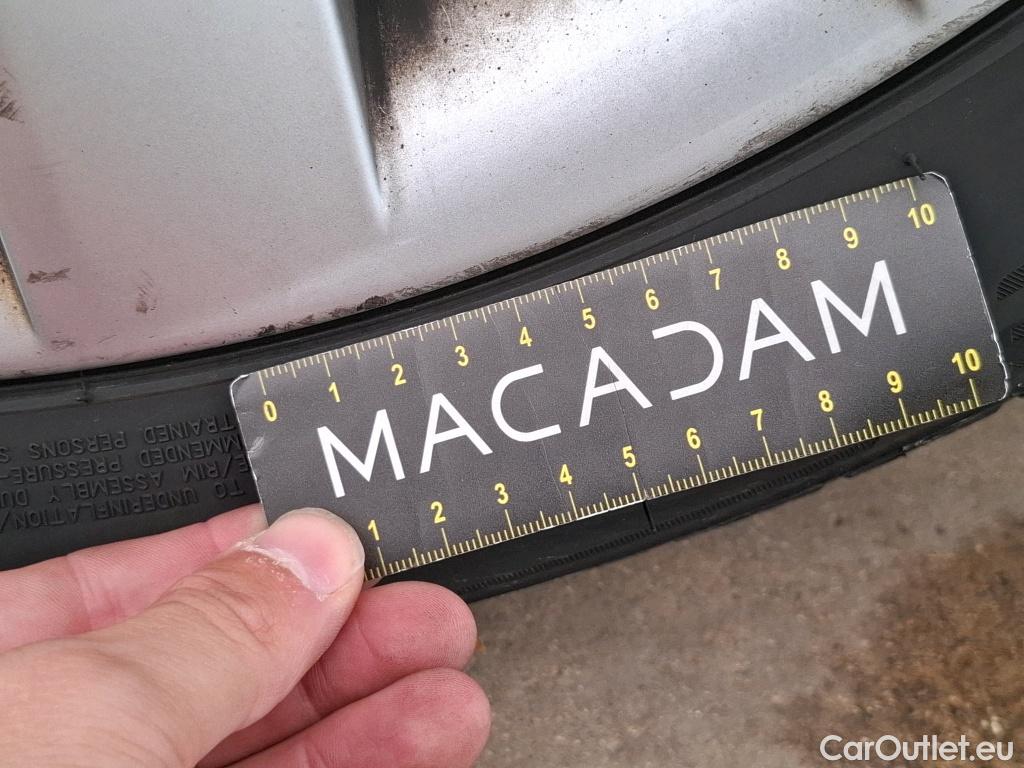 0 1 2 3 4 5 6 7 8 9 10
MACADAM
1 2 3 4 5 6 7 8 9 10
TRAINED PERSONS
PRESSURE
E/RIM ASSEMBLY DU
TO UNDERINFLATION/
CarOutlet.eu